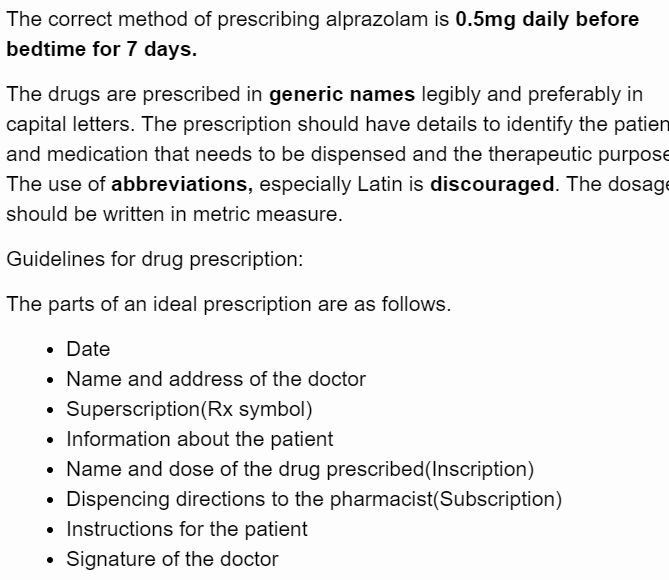 The correct method of prescribing alprazolam is 0.5mg daily before
bedtime for 7 days.
The drugs are prescribed in generic names legibly and preferably in
capital letters. The prescription should have details to identify the patien
and medication that needs to be dispensed and the therapeutic purpose
The use of abbreviations, especially Latin is discouraged. The dosage
should be written in metric measure.
Guidelines for drug prescription:
The parts of an ideal prescription are as follows.
• Date
• Name and address of the doctor
• Superscription(Rx symbol)
• Information about the patient
• Name and dose of the drug prescribed(Inscription)
• Dispencing directions to the pharmacist(Subscription)
• Instructions for the patient
• Signature of the doctor